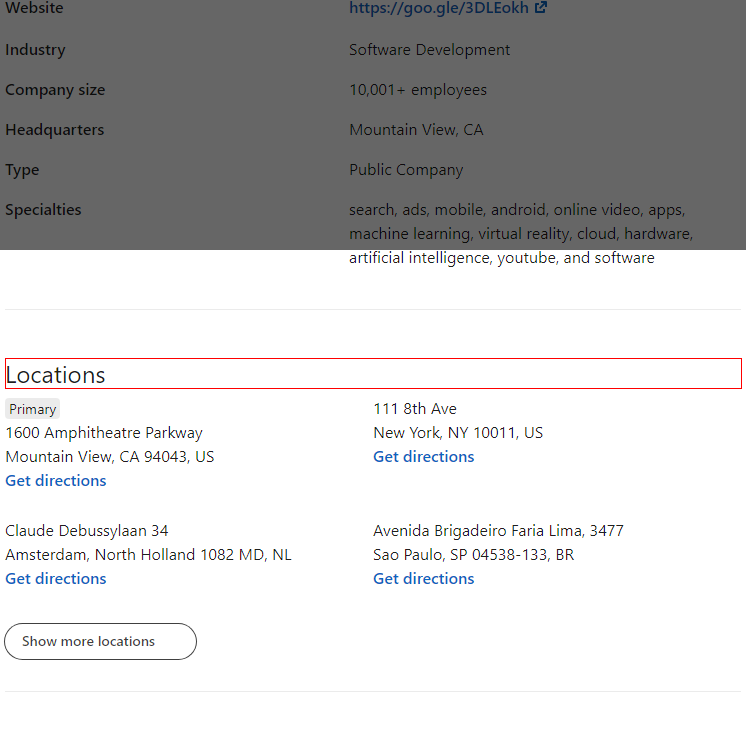 Website https://goo.gle/3DLEokh
Industry Software Development
Company size 10,001+ employees
Headquarters Mountain View, CA
Type Public Company
Specialties search, ads, mobile, android, online video, apps,
machine learning, virtual reality, cloud, hardware,
artificial intelligence, youtube, and software
Locations
Primary
1600 Amphitheatre Parkway
Mountain View, CA 94043, US
Get directions
111 8th Ave
New York, NY 10011, US
Get directions
Claude Debussylaan 34
Amsterdam, North Holland 1082 MD, NL
Get directions
Avenida Brigadeiro Faria Lima, 3477
Sao Paulo, SP 04538-133, BR
Get directions
Show more locations